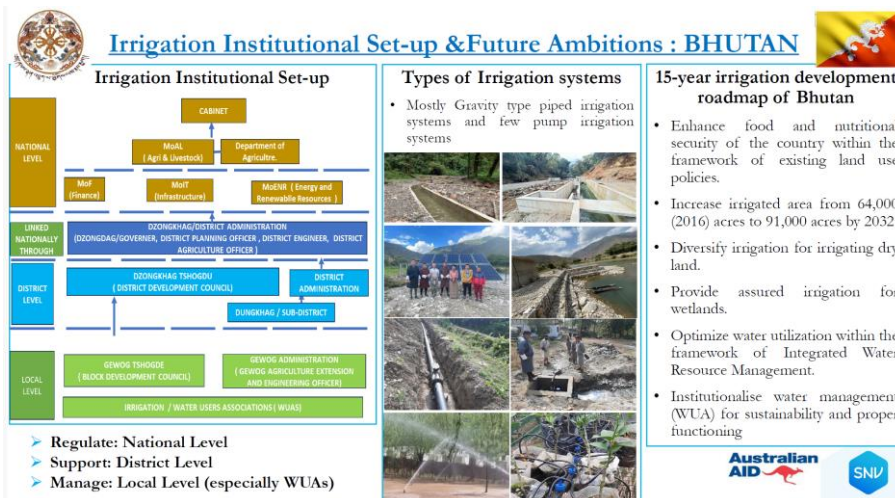 Irrigation Institutional Set-up &Future Ambitions : BHUTAN
Irrigation Institutional Set-up
NATIONAL
LEVEL
CABINET
MoAL
( Agri & Livestock)
Department of
Agricultre.
MoF
(Finance)
MoIT
(Infrastructure)
MoENR ( Energy and
Renewablle Resources )
LINKED
NATIONALLY
THROUGH
DZONGKHAG/DISTRICT ADMINISTRATION
(DZONGDAG/GOVERNER, DISTRICT PLANNING OFFICER , DISTRICT ENGINEER, DISTRICT
AGRICULTURE OFFICER )
DISTRICT
LEVEL
DZONGKHAG TSHOGDU
( DISTRICT DEVELOPMENT COUNCIL)
DISTRICT
ADMINISTRATION
DUNGKHAG / SUB-DISTRICT
LOCAL
LEVEL
GEWOG TSHOGDE
( BLOCK DEVELOPMENT COUNCIL)
GEWOG ADMINISTRATION
( GEWOG AGRICULTURE EXTENSION
AND ENGINEERING OFFICER)
IRRIGATION / WATER USERS ASSOCIATIONS ( WUAS)
➢ Regulate: National Level
➢ Support: District Level
➢ Manage: Local Level (especially WUAs)
Types of Irrigation systems
• Mostly Gravity type piped irrigation
systems and few pump irrigation
systems
15-year irrigation development
roadmap of Bhutan
• Enhance food and nutritional
security of the country within the
framework of existing land use
policies.
• Increase irrigated area from 64,000
(2016) acres to 91,000 acres by 2032
• Diversify irrigation for irrigating dry
land.
• Provide assured irrigation for
wetlands.
• Optimize water utilization within the
framework of Integrated Water
Resource Management.
• Institutionalise water management
(WUA) for sustainability and proper
functioning
Australian
AID
SNV